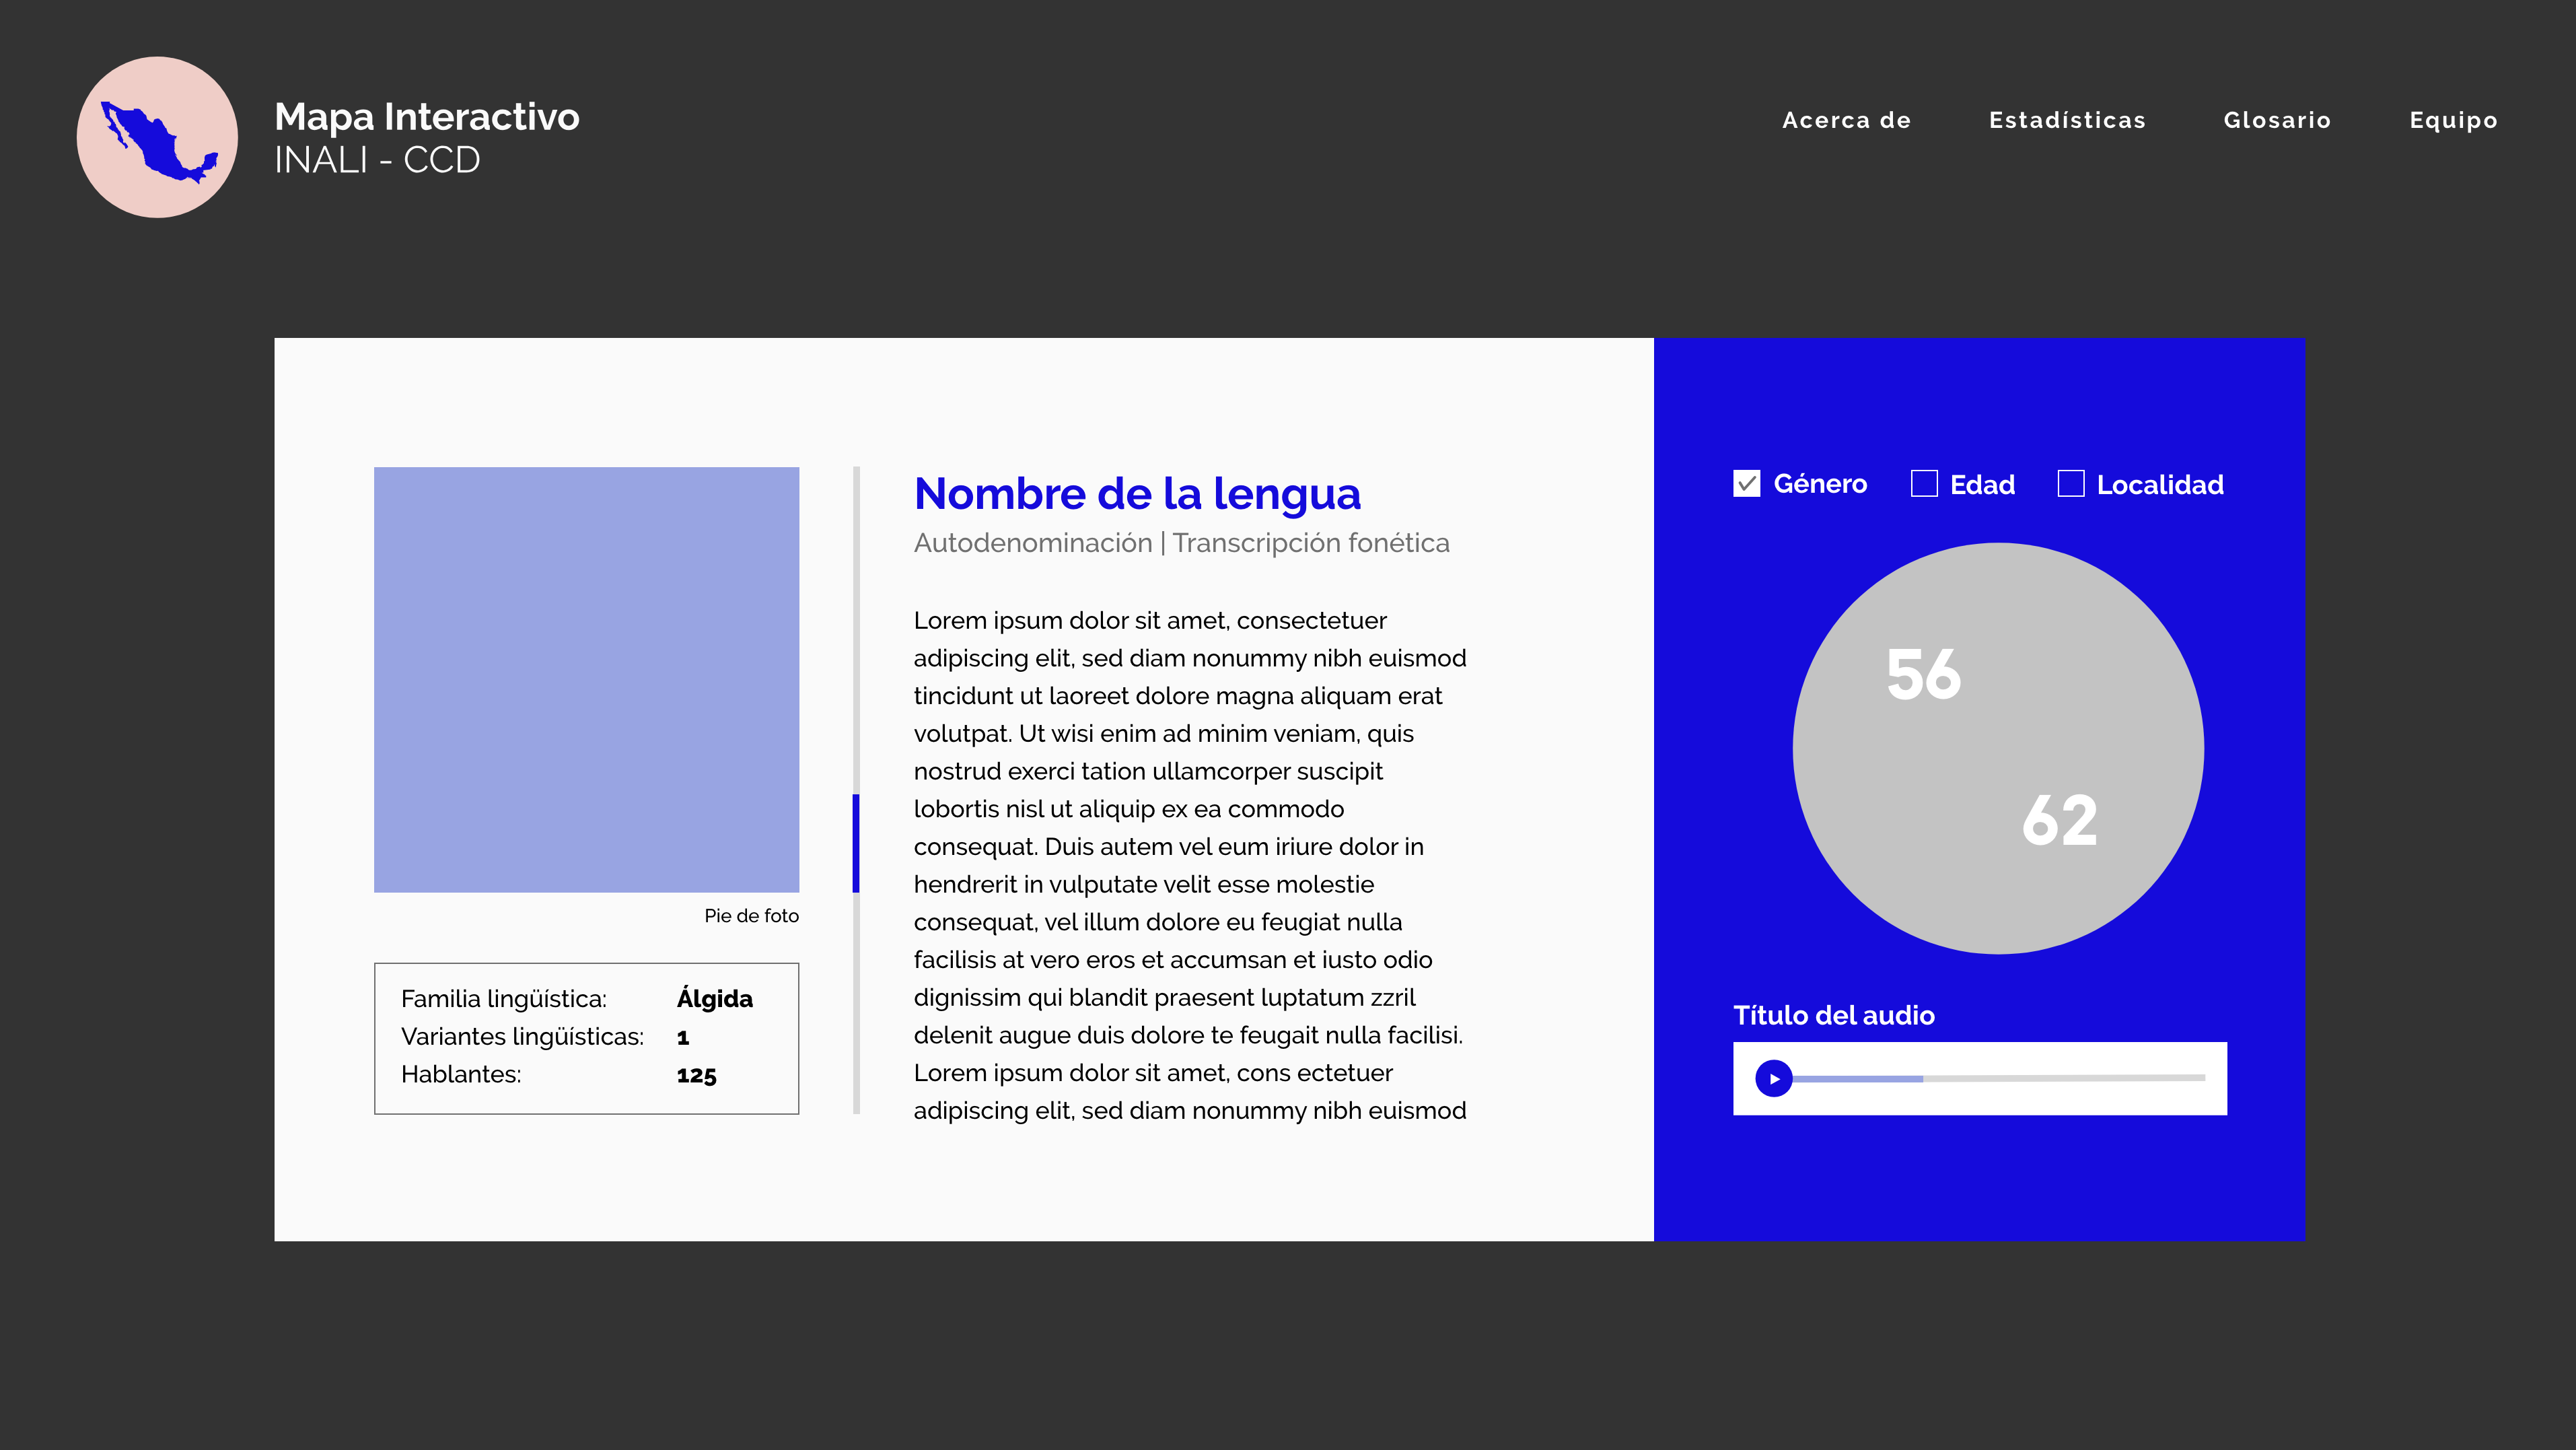 Mapa Interactivo
INALI - CCD
Acerca de
Estadísticas
Glosario
Equipo
Pie de foto
Familia lingüística: Álgida
Variantes lingüísticas: 1
Hablantes: 125
Nombre de la lengua
Autodenominación | Transcripción fonética
Lorem ipsum dolor sit amet, consectetuer
adipiscing elit, sed diam nonummy nibh euismod
tincidunt ut laoreet dolore magna aliquam erat
volutpat. Ut wisi enim ad minim veniam, quis
nostrud exerci tation ullamcorper suscipit
lobortis nisl ut aliquip ex ea commodo
consequat. Duis autem vel eum iriure dolor in
hendrerit in vulputate velit esse molestie
consequat, vel illum dolore eu feugiat nulla
facilisis at vero eros et accumsan et iusto odio
dignissim qui blandit praesent luptatum zzril
delenit augue duis dolore te feugait nulla facilisi.
Lorem ipsum dolor sit amet, cons ectetuer
adipiscing elit, sed diam nonummy nibh euismod
Género
Edad
Localidad
56
62
Título del audio